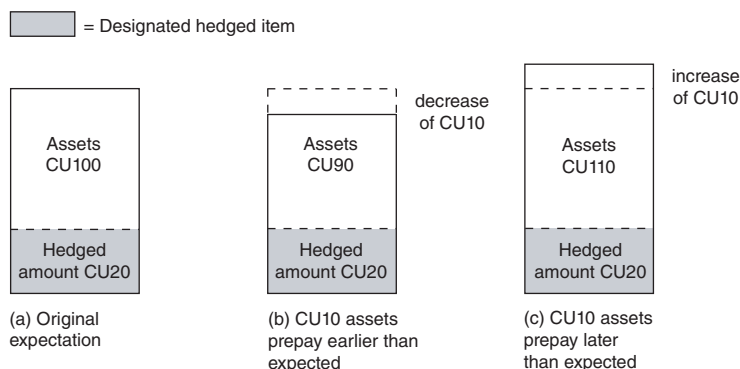 = Designated hedged item
Assets
CU100
Hedged
amount CU20
(a) Original
expectation
decrease
of CU10
Assets
CU90
Hedged
amount CU20
(b) CU10 assets
prepay earlier than
expected
increase
of CU10
Assets
CU110
Hedged
amount CU20
(c) CU10 assets
prepay later
than expected